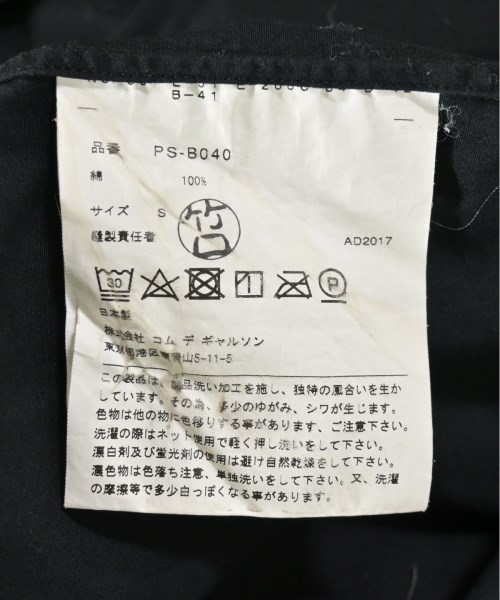 B-41
品番 PS-B040
綿 100%
サイズ S
縫製責任者
竹口
AD2017
30 P
日本製
株式会社 コム デ ギャルソン
東京都港区南青山5-11-5
この製品は、製品洗い加工を施し、独特の風合いを生か
しています。その為、多少のゆがみ、シワが生じます。
色物は他の物に色移りする事があります、ご注意下さい。
洗濯の際はネット使用で軽く押し洗いをして下さい。
漂白剤及び蛍光剤の使用は避け自然乾燥をして下さい。
濃色物は色落ち注意、単独洗いをして下さい。又、洗濯
の摩擦等で多少白っぽくなる事があります。